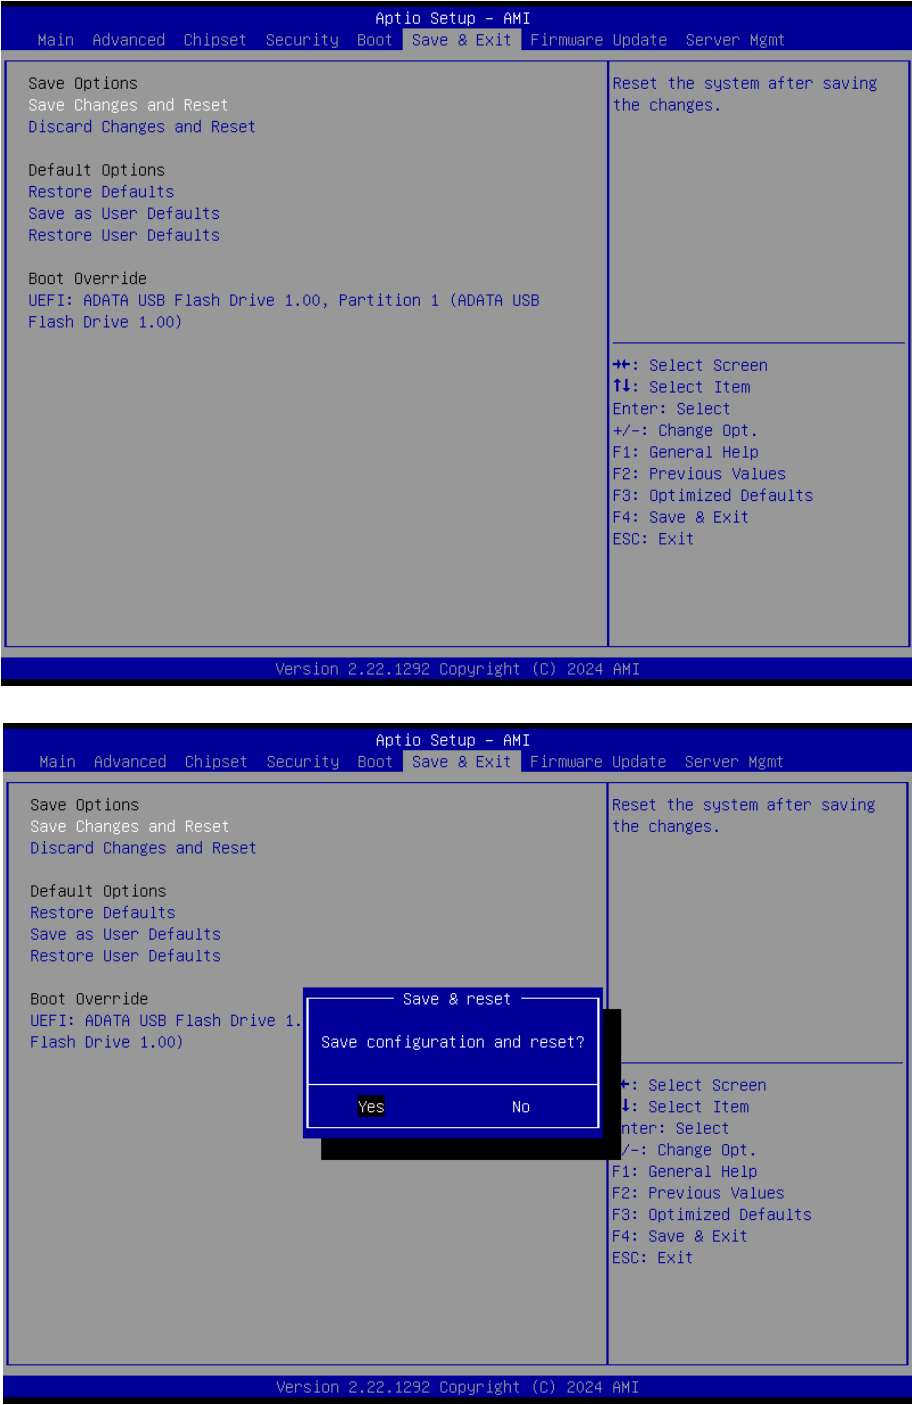 Aptio Setup – AMI
Main Advanced Chipset Security Boot Save & Exit Firmware Update Server Mgmt
Save Options
Save Changes and Reset
Discard Changes and Reset
Default Options
Restore Defaults
Save as User Defaults
Restore User Defaults
Boot Override
UEFI: ADATA USB Flash Drive 1.00, Partition 1 (ADATA USB
Flash Drive 1.00)
Reset the system after saving
the changes.
→←: Select Screen
↑↓: Select Item
Enter: Select
+/-: Change Opt.
F1: General Help
F2: Previous Values
F3: Optimized Defaults
F4: Save & Exit
ESC: Exit
Version 2.22.1292 Copyright (C) 2024 AMI
Aptio Setup – AMI
Main Advanced Chipset Security Boot Save & Exit Firmware Update Server Mgmt
Save Options
Save Changes and Reset
Discard Changes and Reset
Default Options
Restore Defaults
Save as User Defaults
Restore User Defaults
Boot Override
UEFI: ADATA USB Flash Drive 1.
Flash Drive 1.00)
Save & reset
Save configuration and reset?
Yes No
Reset the system after saving
the changes.
←: Select Screen
↓: Select Item
nter: Select
/-: Change Opt.
F1: General Help
F2: Previous Values
F3: Optimized Defaults
F4: Save & Exit
ESC: Exit
Version 2.22.1292 Copyright (C) 2024 AMI